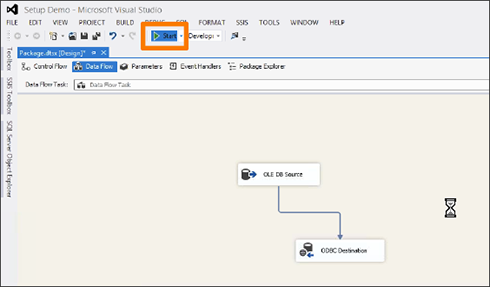 Setup Demo - Microsoft Visual Studio
FILE EDIT VIEW PROJECT BUILD DEBUG SQL FORMAT SSIS TOOLS WINDOW HELP
Start Develop
Package.dtsx [Design]*
Control Flow Data Flow Parameters Event Handlers Package Explorer
Data Flow Task: Data Flow Task
Toolbox
SSIS Toolbox
SQL Server Object Explorer
OLE DB Source
ODBC Destination